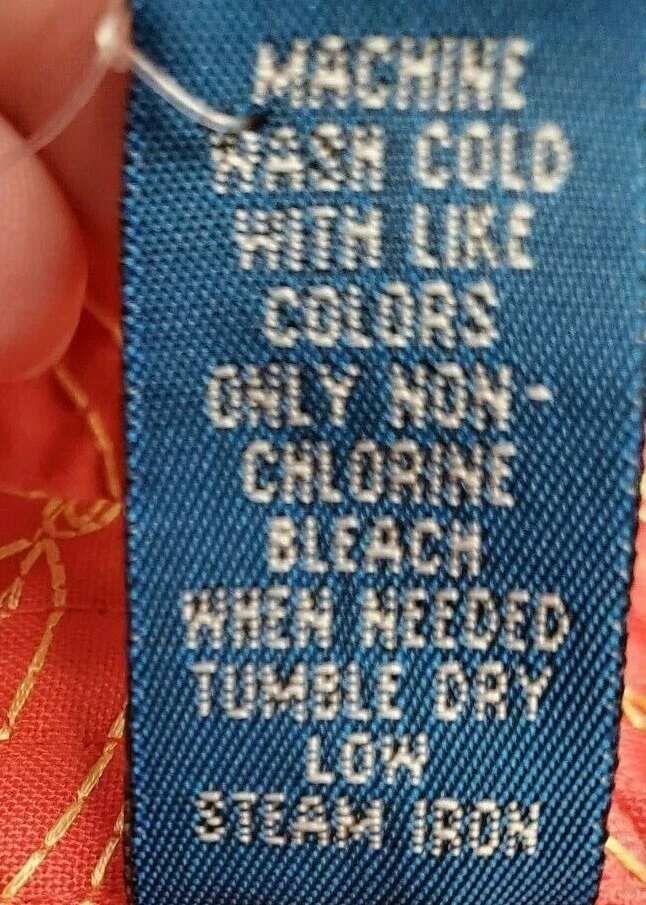 MACHINE
WASH COLD
WITH LIKE
COLORS
ONLY NON-
CHLORINE
BLEACH
WHEN NEEDED
TUMBLE DRY
LOW
STEAM IRON